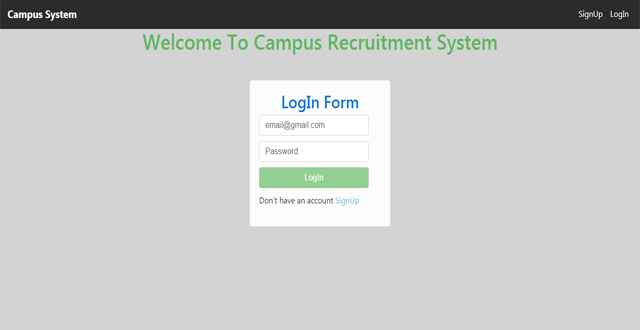 Campus System SignUp LogIn
Welcome To Campus Recruitment System
LogIn Form
email@gmail.com
Password
LogIn
Don't have an account SignUp